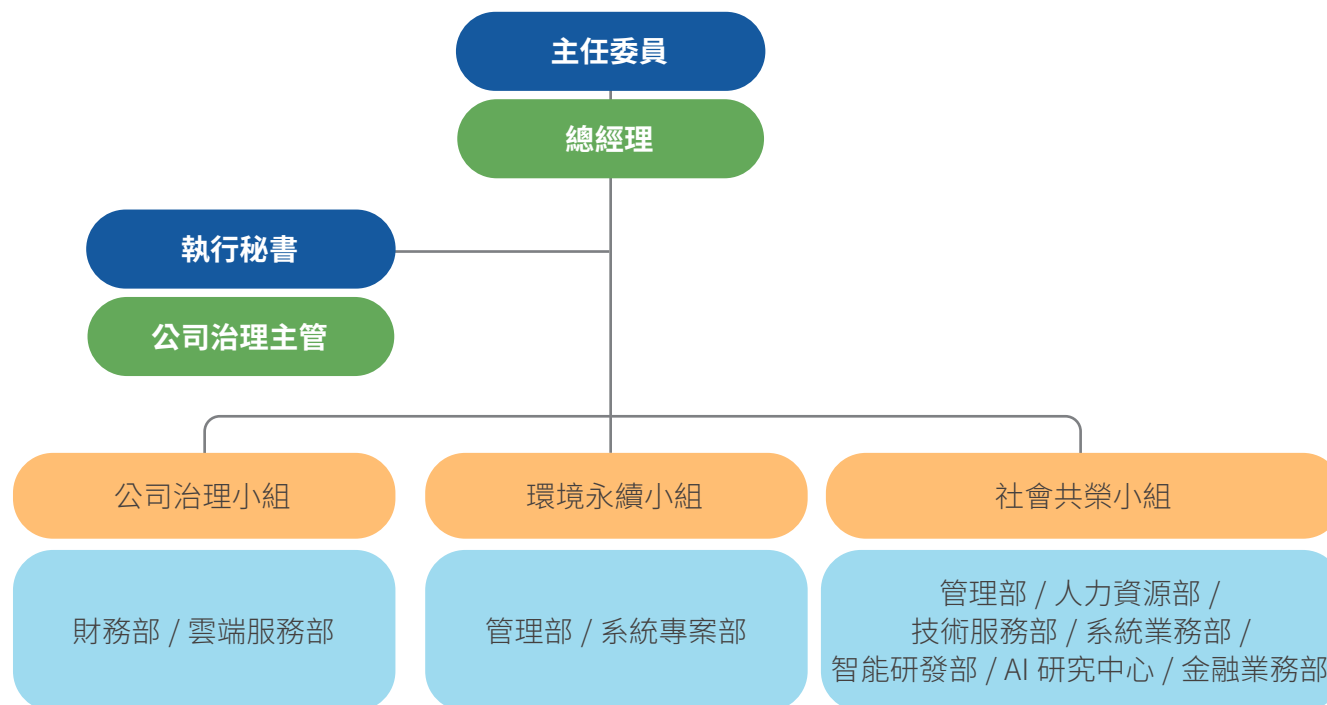 主任委員
總經理
執行秘書
公司治理主管
公司治理小組
環境永續小組
社會共榮小組
財務部 / 雲端服務部
管理部 / 系統專案部
管理部 / 人力資源部 /
技術服務部 / 系統業務部 /
智能研發部 / AI 研究中心 / 金融業務部